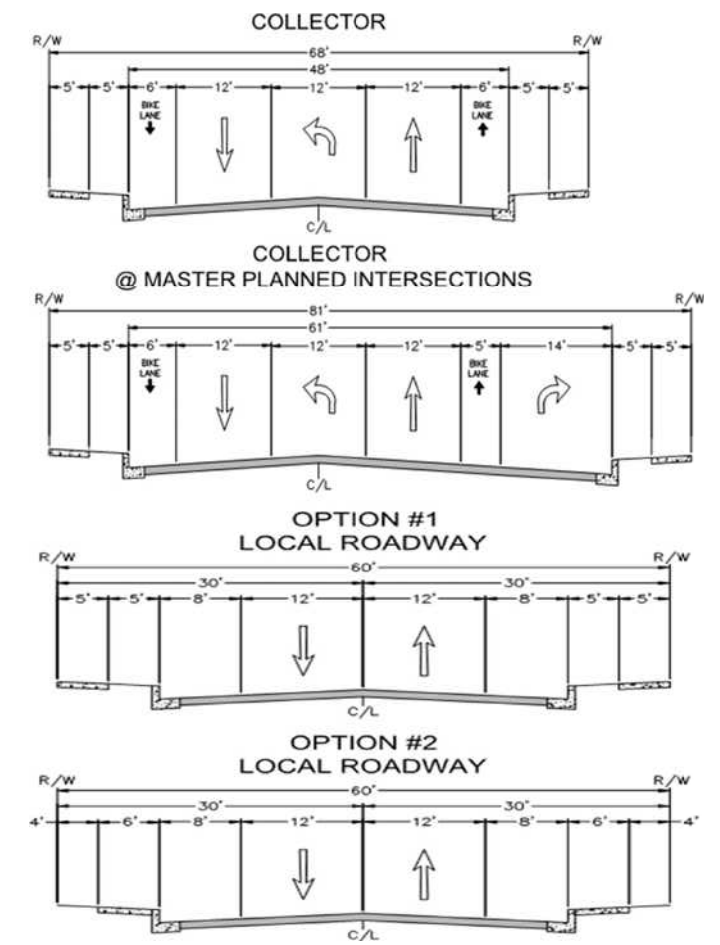 COLLECTOR
R/W R/W
68'
48'
5' 5' 6' 12' 12' 12' 6' 5' 5'
BIKE BIKE
LANE LANE
C/L
COLLECTOR
@ MASTER PLANNED INTERSECTIONS
R/W R/W
81'
61'
5' 5' 6' 12' 12' 12' 5' 14' 5' 5'
BIKE BIKE
LANE LANE
C/L
OPTION #1
LOCAL ROADWAY
R/W R/W
60'
30' 30'
5' 5' 8' 12' 12' 8' 5' 5'
C/L
OPTION #2
LOCAL ROADWAY
R/W R/W
60'
30' 30'
4' 6' 8' 12' 12' 8' 6' 4'
C/L